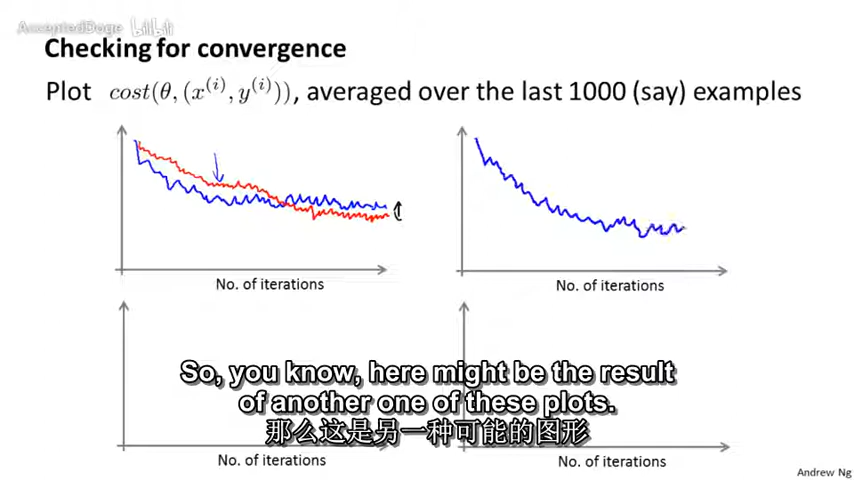 AcceptedDoge bilibili
Checking for convergence
Plot cost(θ, (x^(i), y^(i))), averaged over the last 1000 (say) examples
No. of iterations
No. of iterations
So, you know, here might be the result
of another one of these plots.
那么这是另一种可能的图形
No. of iterations
No. of iterations
Andrew Ng